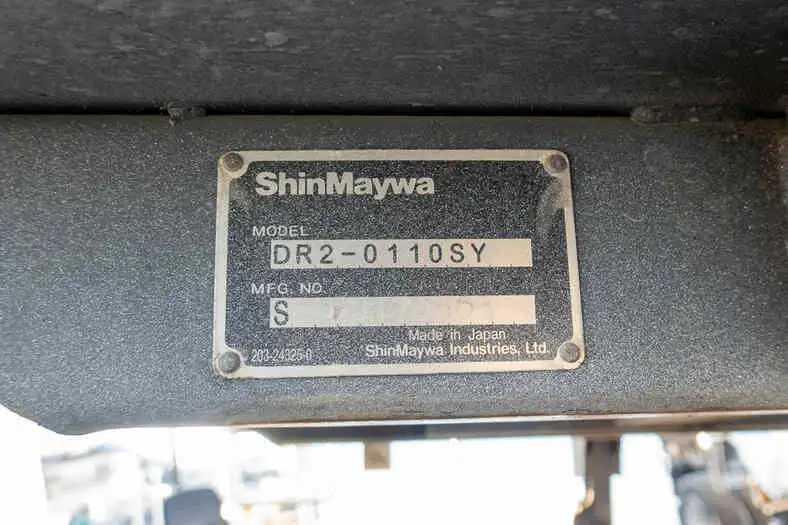 ShinMaywa
MODEL
DR2-0110SY
MFG. NO
S
Made in Japan
203-24325-0 ShinMaywa Industries, Ltd.